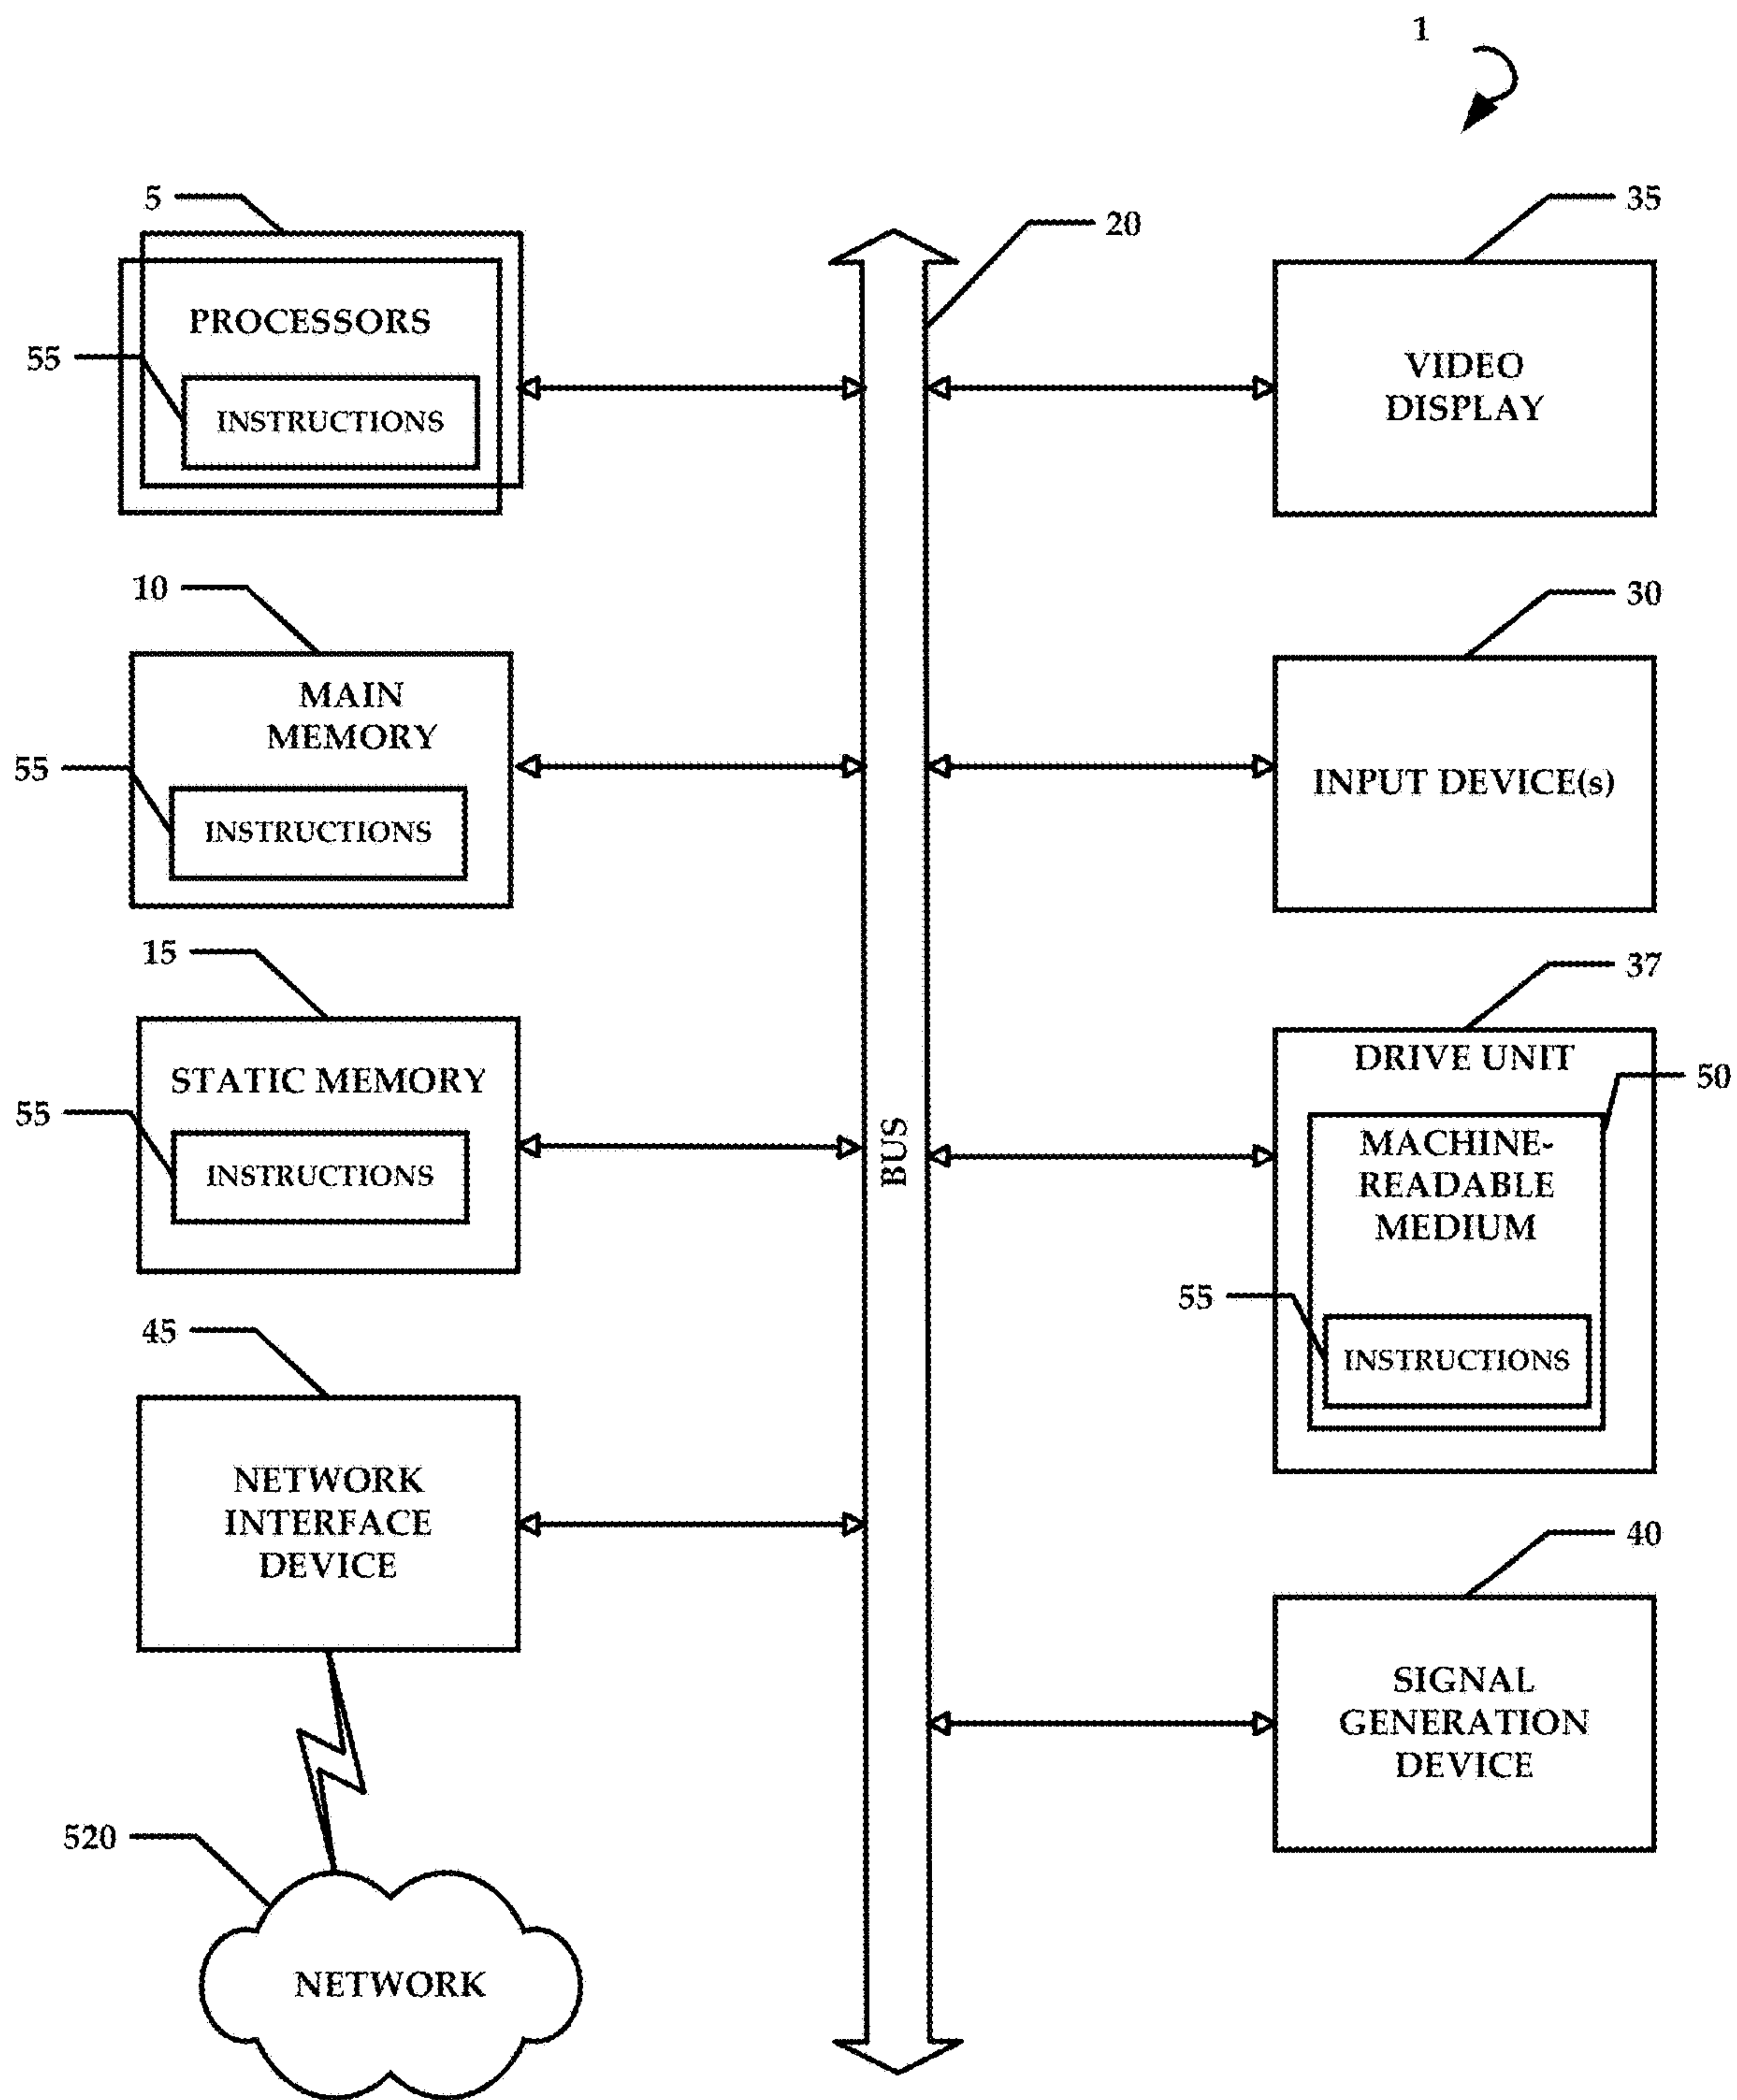 1
5
PROCESSORS
55
INSTRUCTIONS
10
MAIN
MEMORY
55
INSTRUCTIONS
15
STATIC MEMORY
55
INSTRUCTIONS
45
NETWORK
INTERFACE
DEVICE
520
NETWORK
20
BUS
35
VIDEO
DISPLAY
30
INPUT DEVICE(s)
37
DRIVE UNIT
50
MACHINE-
READABLE
MEDIUM
55
INSTRUCTIONS
40
SIGNAL
GENERATION
DEVICE